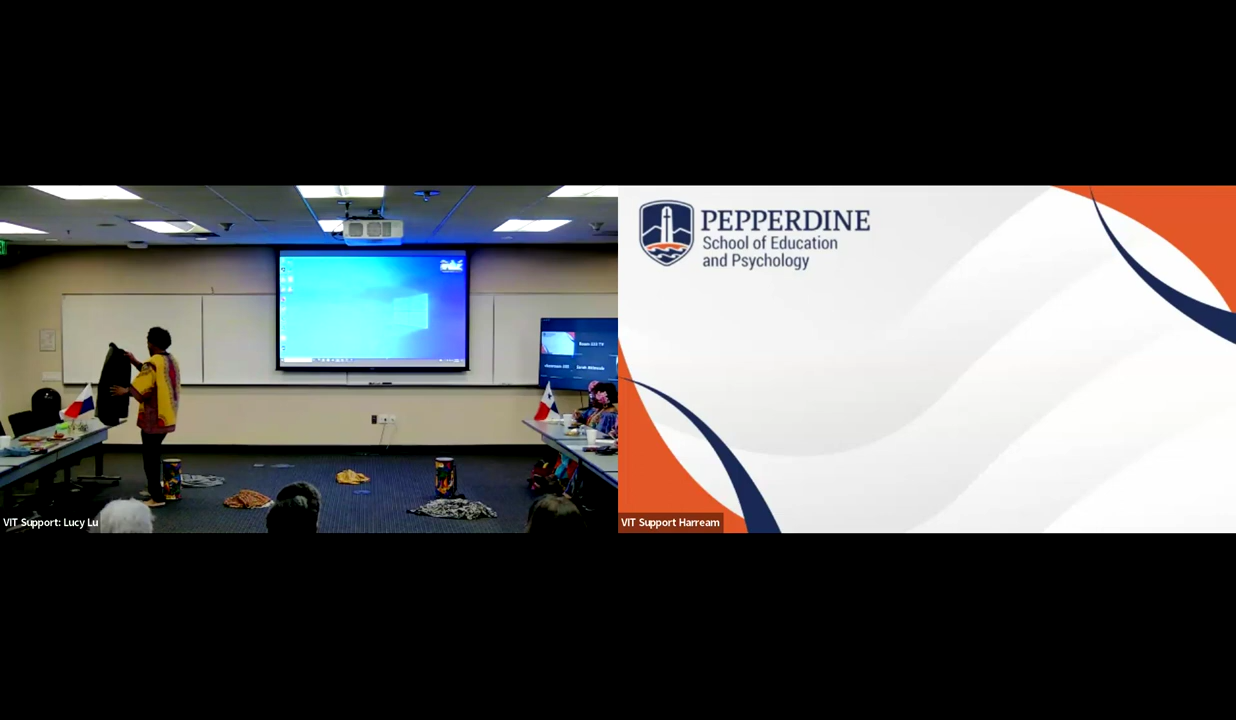 VIT Support: Lucy Lu
PEPPERDINE
School of Education
and Psychology
VIT Support Harream